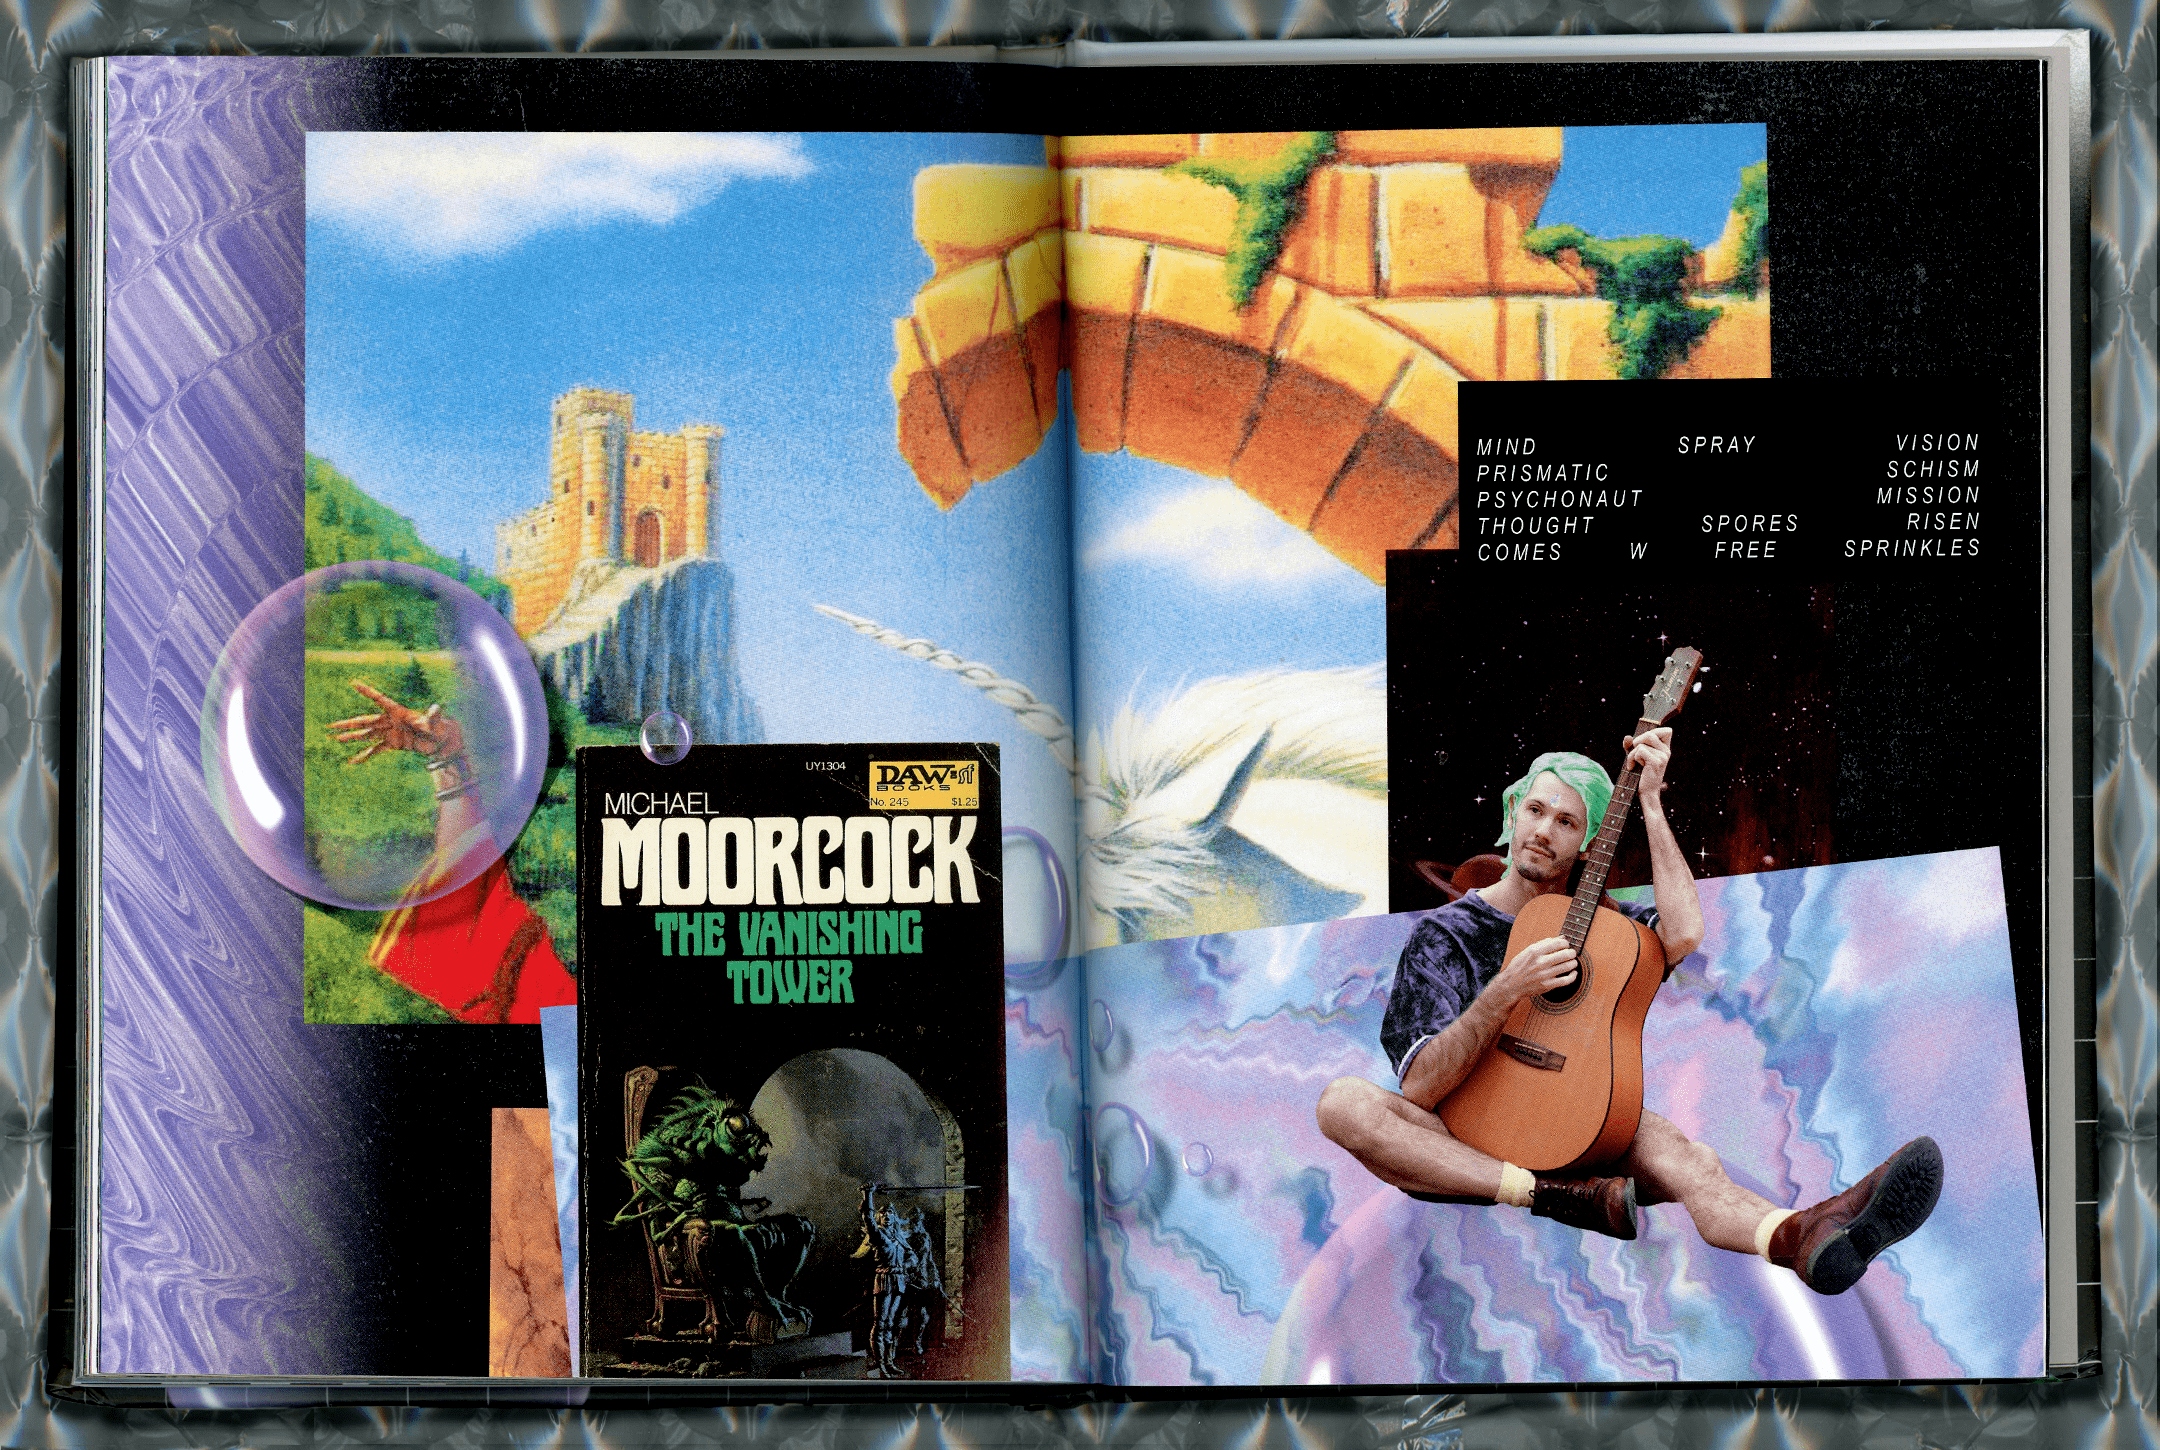 UY1304
DAW=sf
BOOKS
No. 245 $1.25
MICHAEL
MOORCOCK
THE VANISHING
TOWER
MIND SPRAY VISION
PRISMATIC SCHISM
PSYCHONAUT MISSION
THOUGHT SPORES RISEN
COMES W FREE SPRINKLES